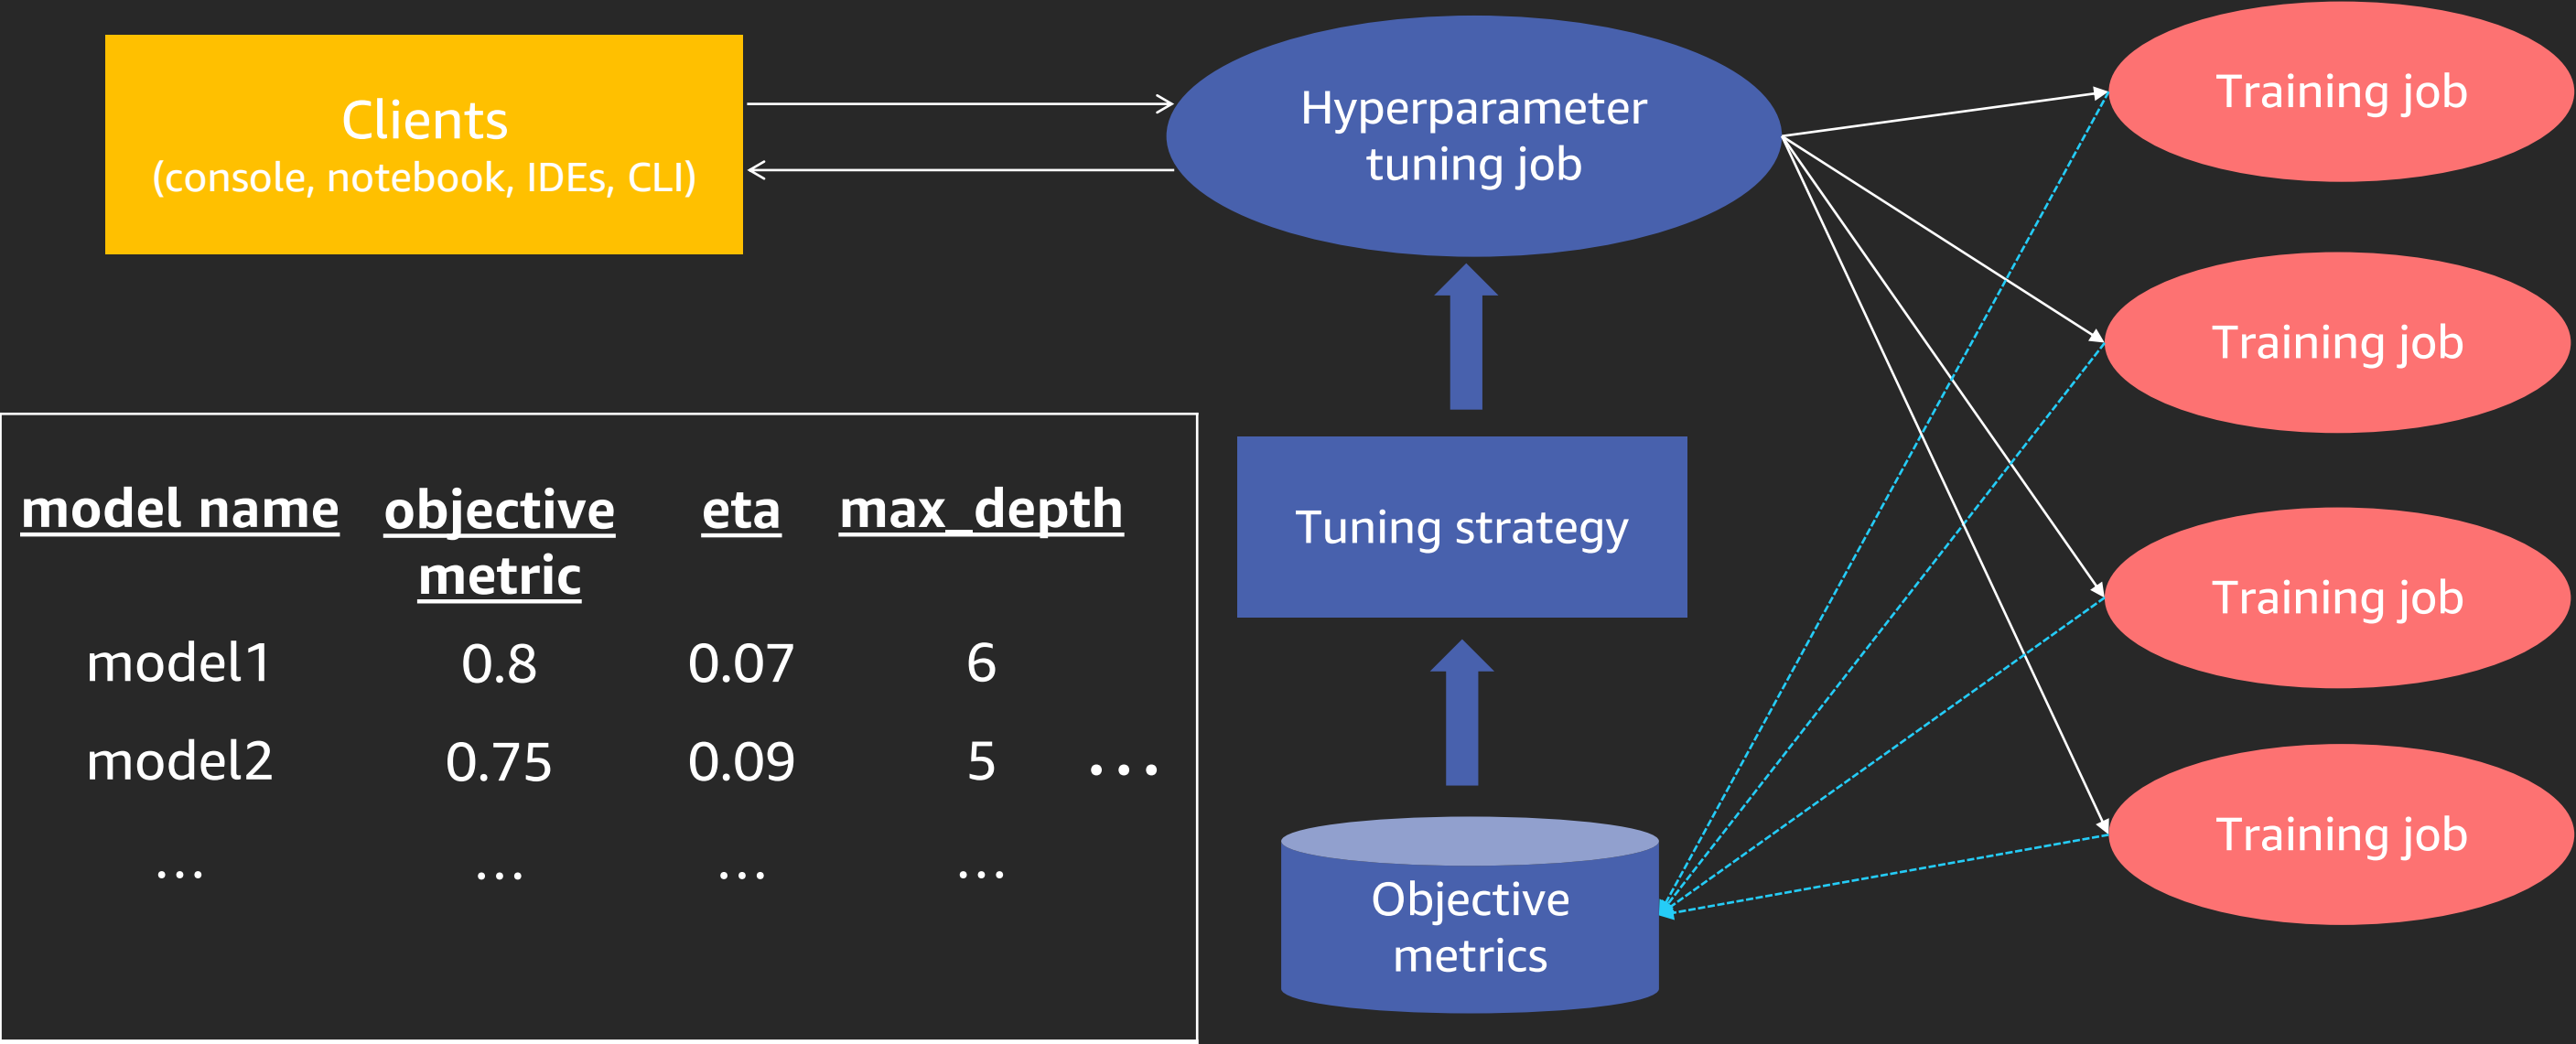 Clients
(console, notebook, IDEs, CLI)
Hyperparameter
tuning job
Training job
Training job
Training job
Training job
Tuning strategy
Objective
metrics
model name objective metric eta max_depth
model1 0.8 0.07 6
model2 0.75 0.09 5 ...
... ... ... ...